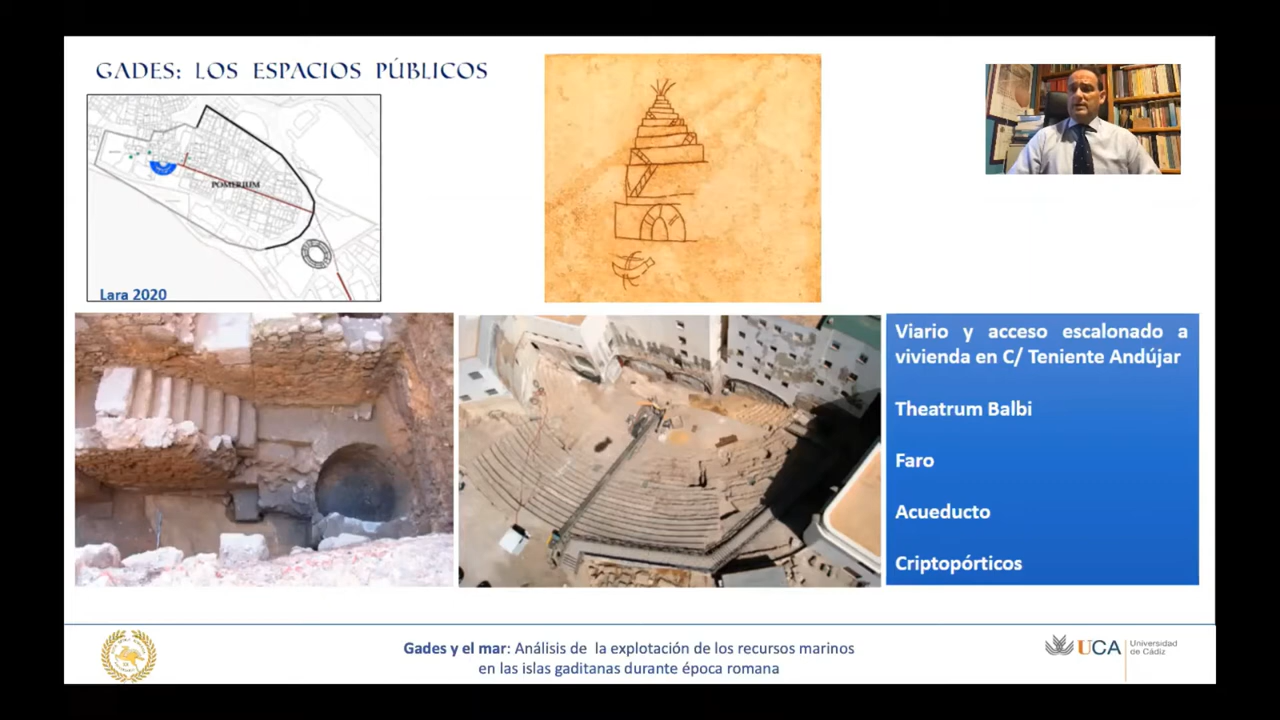 GADES: LOS ESPACIOS PÚBLICOS
POMERIUM
Lara 2020
Viario y acceso escalonado a
vivienda en C/ Teniente Andújar
Theatrum Balbi
Faro
Acueducto
Criptopórticos
Gades y el mar: Análisis de la explotación de los recursos marinos
en las islas gaditanas durante época romana
UCA
Universidad
de Cádiz